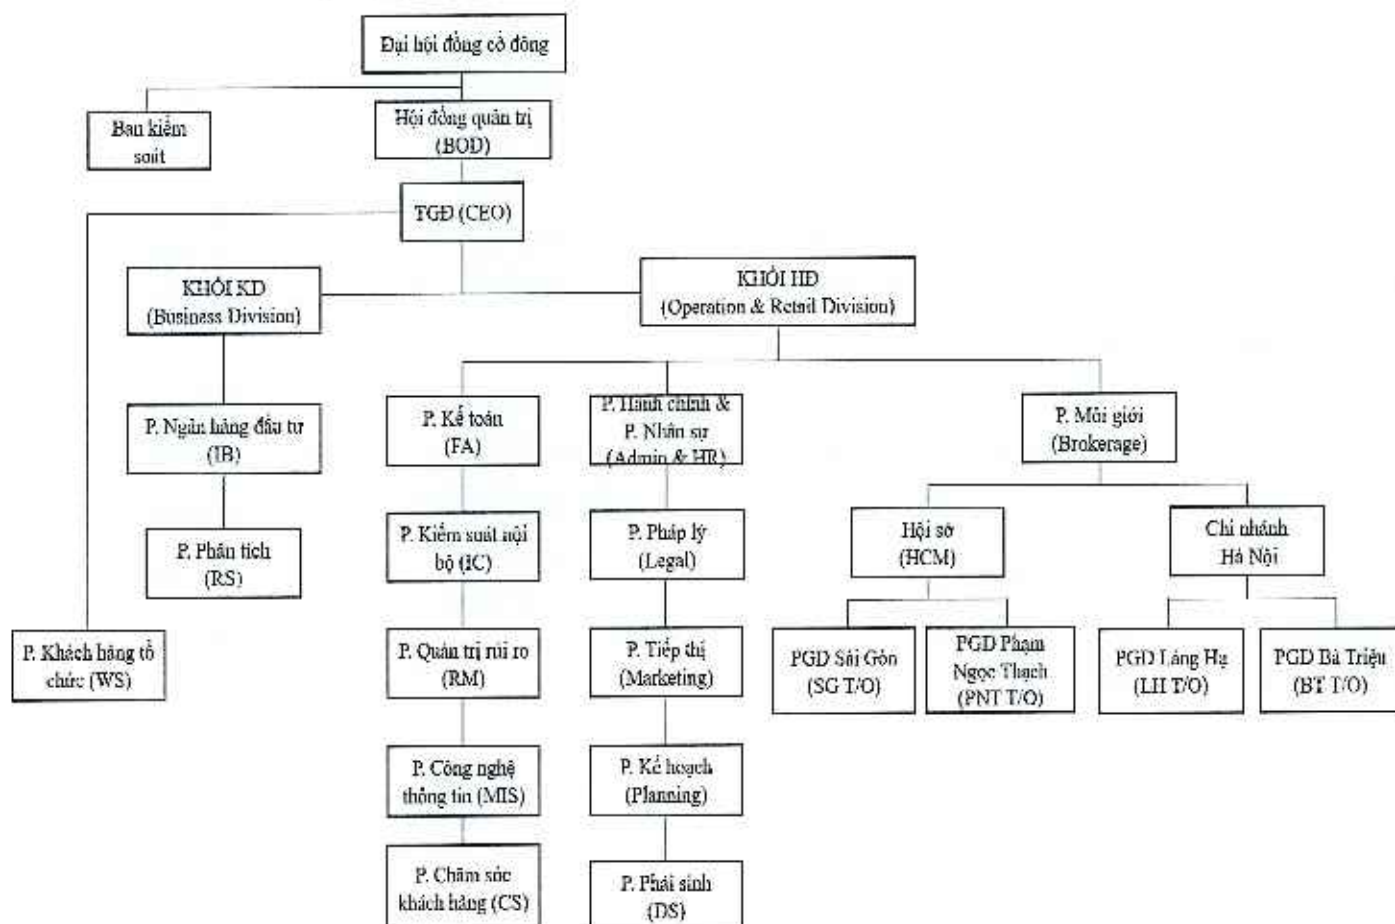 Đại hội đồng cổ đông
Ban kiểm
soát
Hội đồng quản trị
(BOD)
TGĐ (CEO)
KHỐI KD
(Business Division)
KHỐI HĐ
(Operation & Retail Division)
P. Ngân hàng đầu tư
(IB)
P. Phân tích
(RS)
P. Khách hàng tổ
chức (WS)
P. Kế toán
(FA)
P. Kiểm soát nội
bộ (IC)
P. Quản trị rủi ro
(RM)
P. Công nghệ
thông tin (MIS)
P. Chăm sóc
khách hàng (CS)
P. Hành chính &
P. Nhân sự
(Admin & HR)
P. Pháp lý
(Legal)
P. Tiếp thị
(Marketing)
P. Kế hoạch
(Planning)
P. Phái sinh
(DS)
P. Môi giới
(Brokerage)
Hội sở
(HCM)
Chi nhánh
Hà Nội
PGD Sài Gòn
(SG T/O)
PGD Phạm
Ngọc Thạch
(PNT T/O)
PGD Láng Hạ
(LH T/O)
PGD Bà Triệu
(BT T/O)